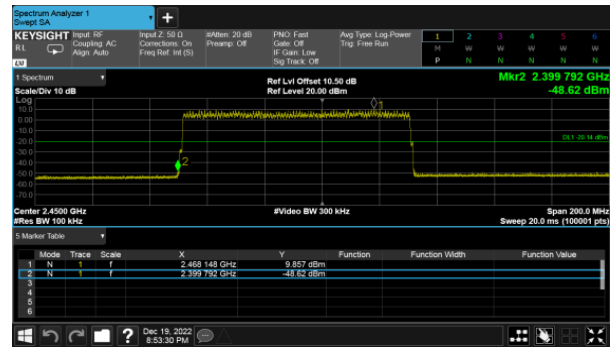 Spectrum Analyzer 1
Swept SA
+
KEYSIGHT Input: RF Input Z: 50 Ω #Atten: 20 dB PNO: Fast Avg Type: Log-Power 1 2 3 4 5 6
RL Coupling: AC Corrections: On Preamp: Off Gate: Off Trig: Free Run M W W W W W
Align: Auto Freq Ref: Int (S) IF Gain: Low P N N N N N
LW Sig Track: Off
1 Spectrum Ref Lvl Offset 10.50 dB Mkr2 2.399 792 GHz
Scale/Div 10 dB Ref Level 20.00 dBm -48.62 dBm
Log
10.0
0.00
-10.0
-20.0 DL1 -20.14 dBm
-30.0
-40.0
-50.0
-60.0
-70.0
1
2
Center 2.4500 GHz #Video BW 300 kHz Span 200.0 MHz
#Res BW 100 kHz Sweep 20.0 ms (100001 pts)
5 Marker Table
Mode Trace Scale X Y Function Function Width Function Value
1 N 1 f 2.468 148 GHz 9.857 dBm
2 N 1 f 2.399 792 GHz -48.62 dBm
3
4
5
6
? Dec 19, 2022
8:53:30 PM